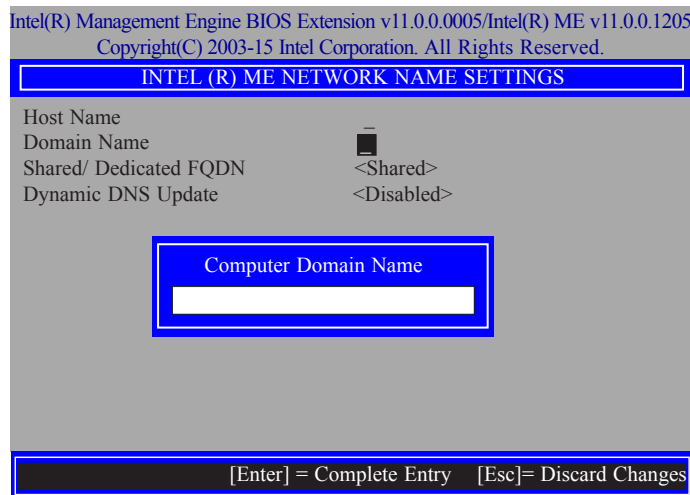 Intel(R) Management Engine BIOS Extension v11.0.0.0005/Intel(R) ME v11.0.0.1205
Copyright(C) 2003-15 Intel Corporation. All Rights Reserved.
INTEL (R) ME NETWORK NAME SETTINGS
Host Name _
Domain Name _
Shared/ Dedicated FQDN <Shared>
Dynamic DNS Update <Disabled>
Computer Domain Name
[Enter] = Complete Entry [Esc]= Discard Changes